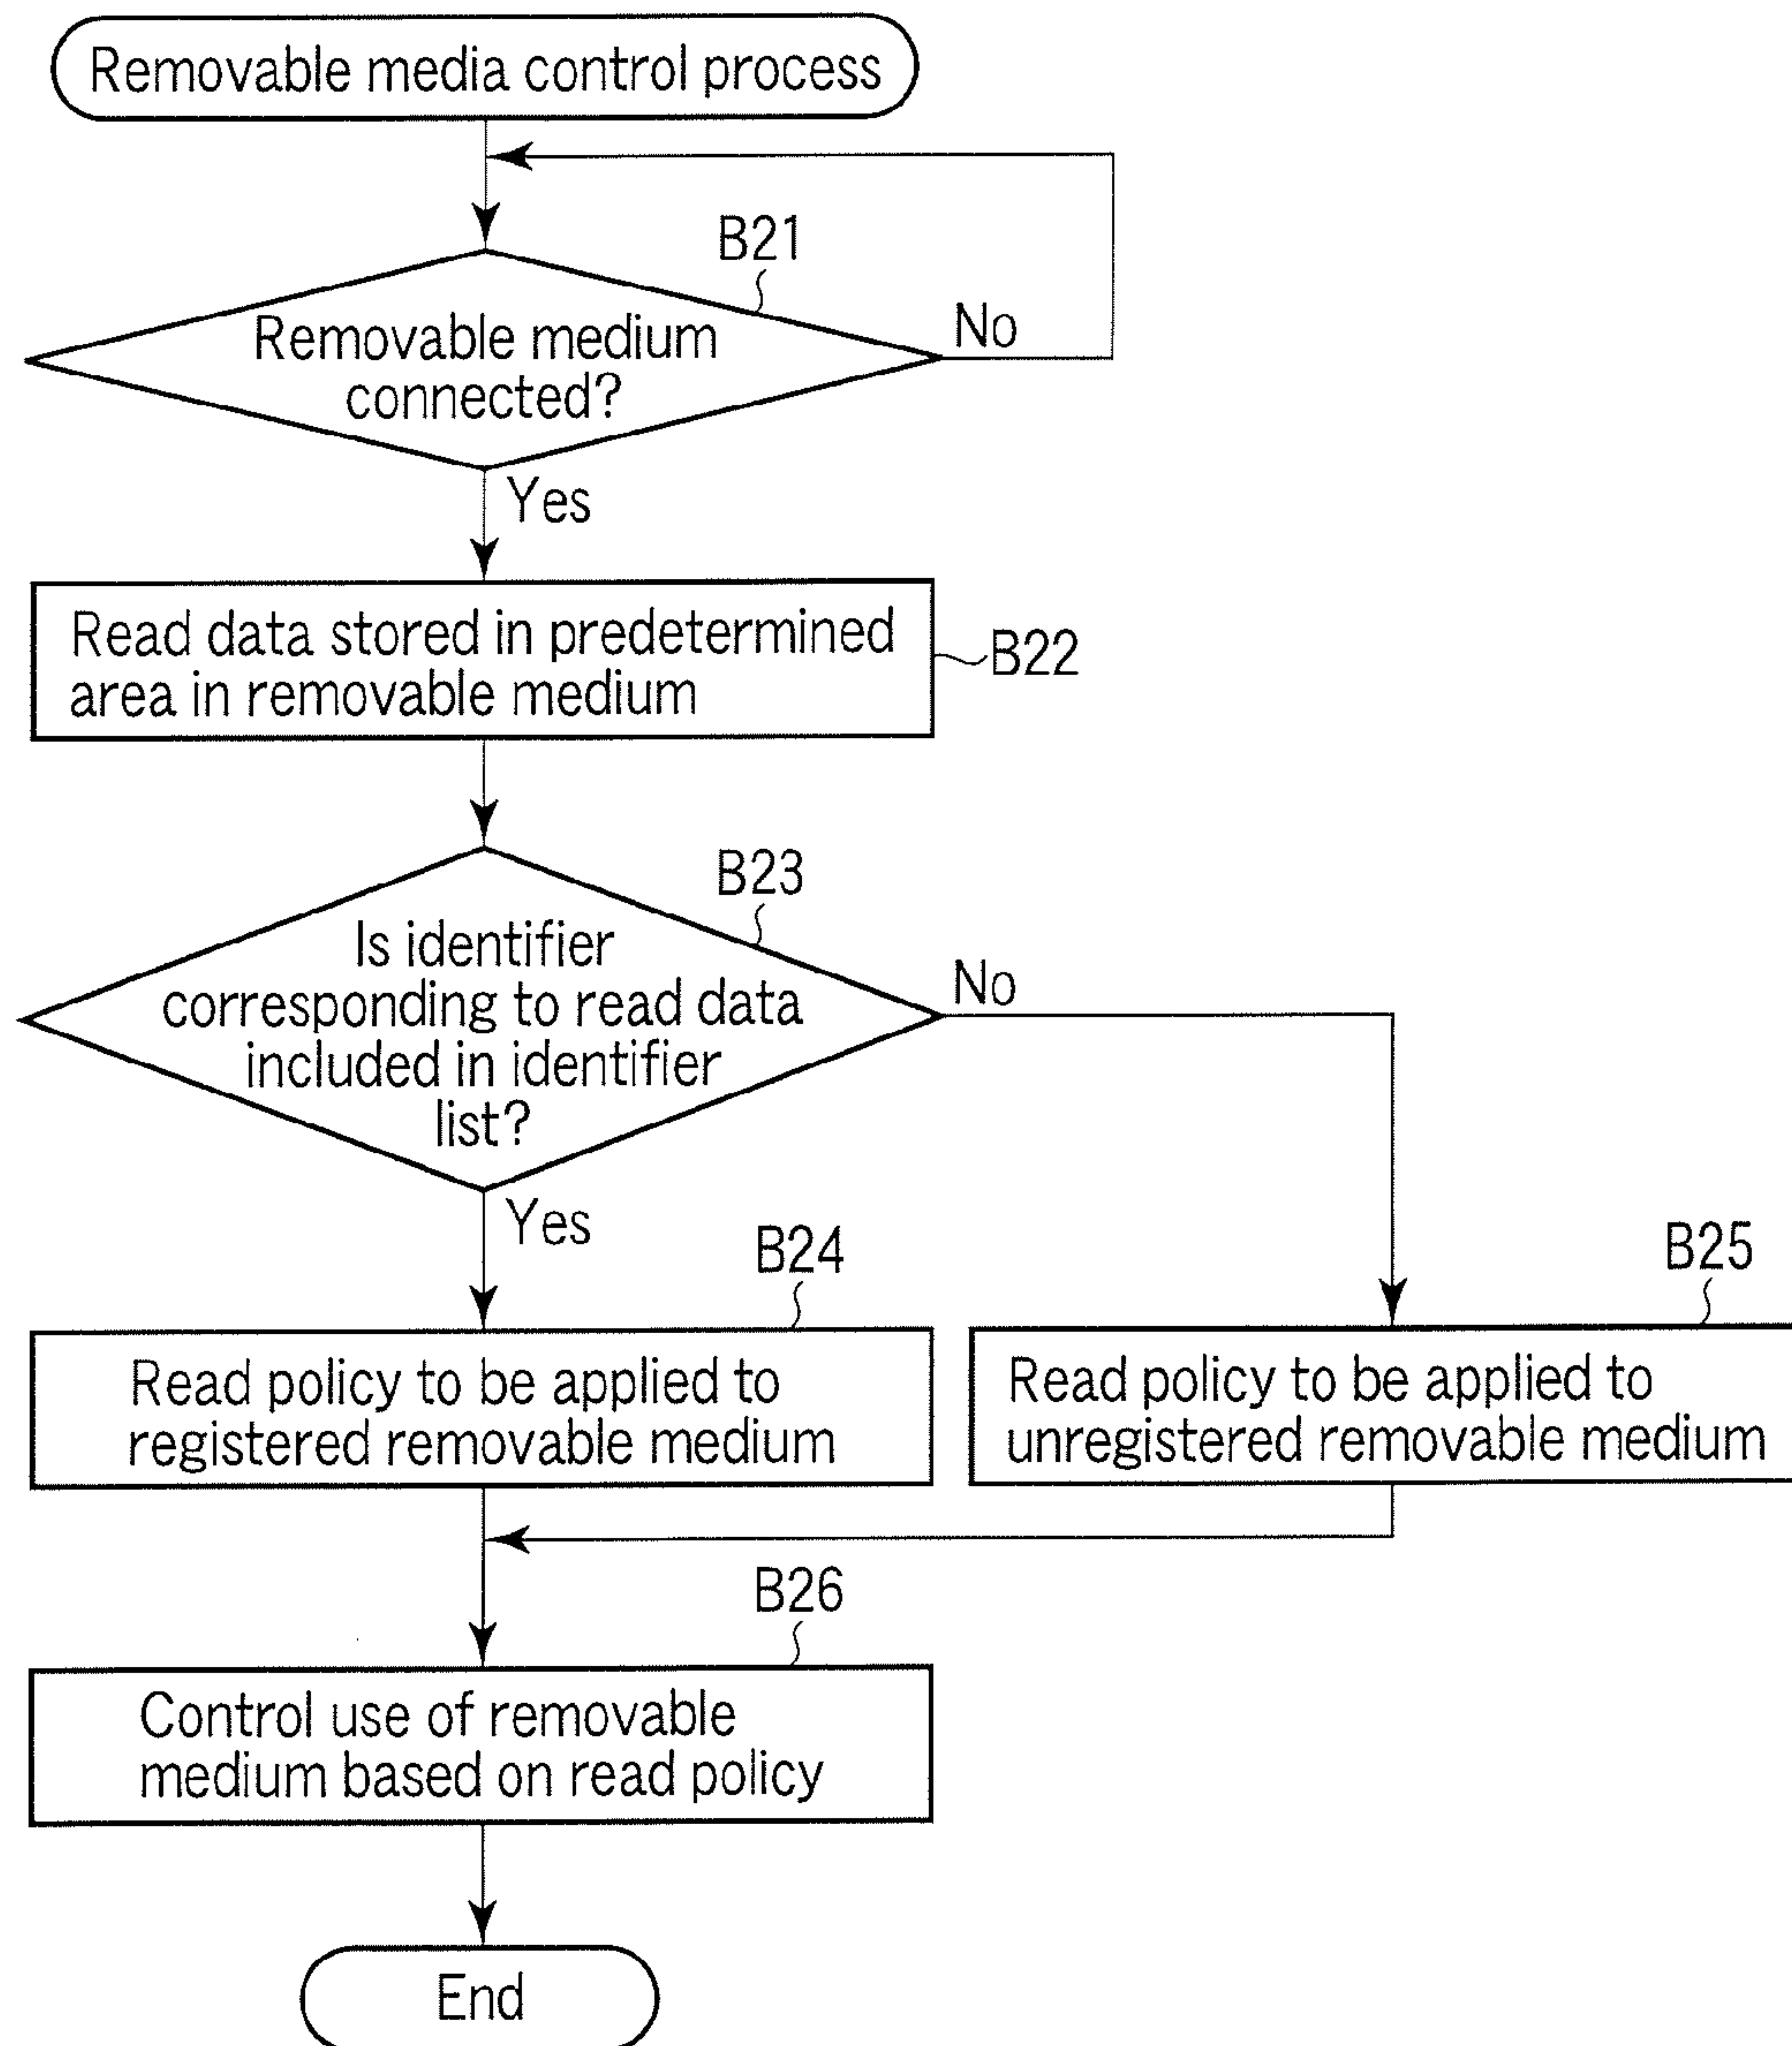 Removable media control process
B21
Removable medium
connected?
No
Yes
Read data stored in predetermined
area in removable medium
B22
B23
Is identifier
corresponding to read data
included in identifier
list?
No
Yes
B24
Read policy to be applied to
registered removable medium
B25
Read policy to be applied to
unregistered removable medium
B26
Control use of removable
medium based on read policy
End